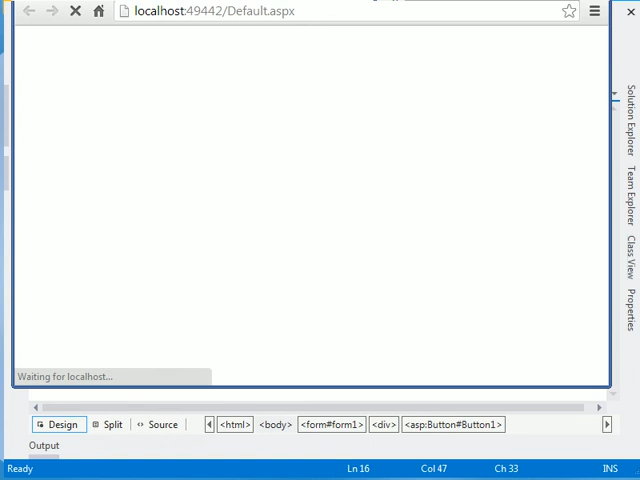 localhost:49442/Default.aspx
Solution Explorer
Team Explorer
Class View
Properties
Waiting for localhost...
Design Split Source <html> <body> <form#form1> <div> <asp:Button#Button1>
Output
Ready Ln 16 Col 47 Ch 33 INS